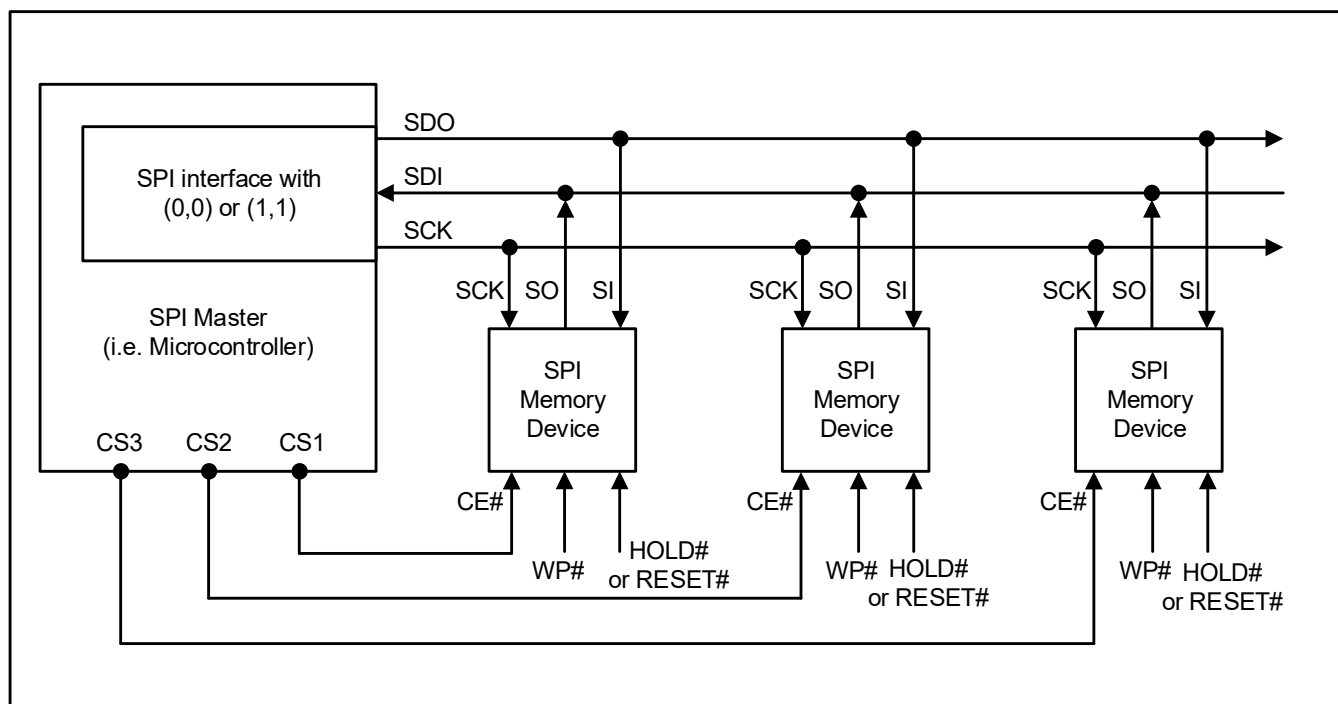 SDO
SPI interface with
(0,0) or (1,1)
SDI
SCK
SPI Master
(i.e. Microcontroller)
SCK SO SI
SCK SO SI
SCK SO SI
SPI
Memory
Device
SPI
Memory
Device
SPI
Memory
Device
CS3 CS2 CS1
CE#
WP#
HOLD#
or RESET#
CE#
WP#
HOLD#
or RESET#
CE#
WP#
HOLD#
or RESET#